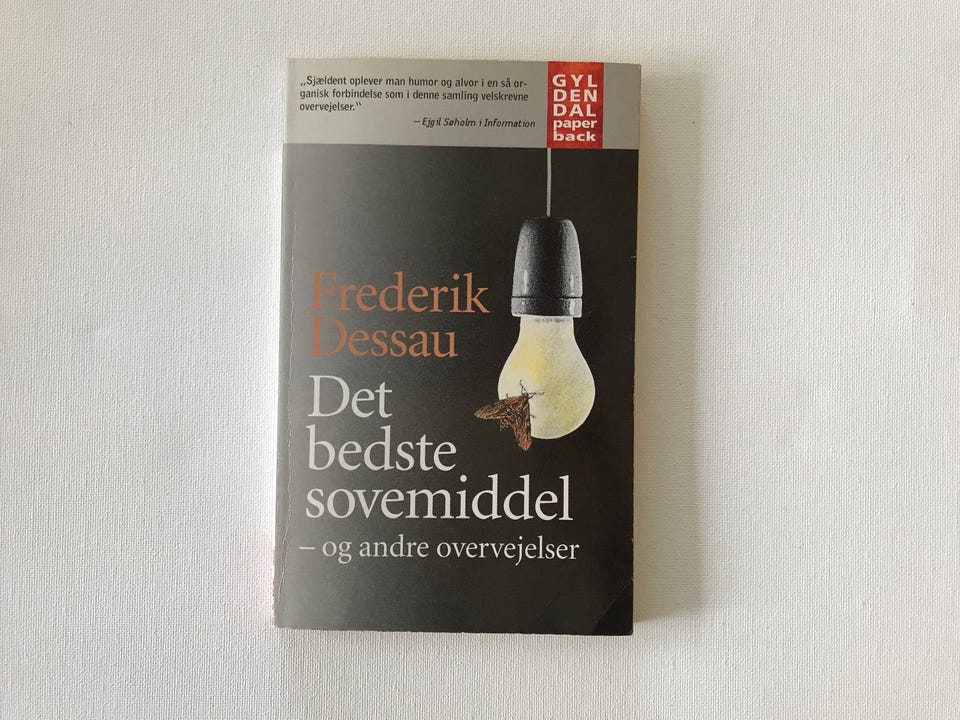 „Sjældent oplever man humor og alvor i en så or-
ganisk forbindelse som i denne samling velskrevne
overvejelser."
– Ejgil Søholm i Information
GYL
DEN
DAL
paper
back
Frederik
Dessau
Det
bedste
sovemiddel
– og andre overvejelser